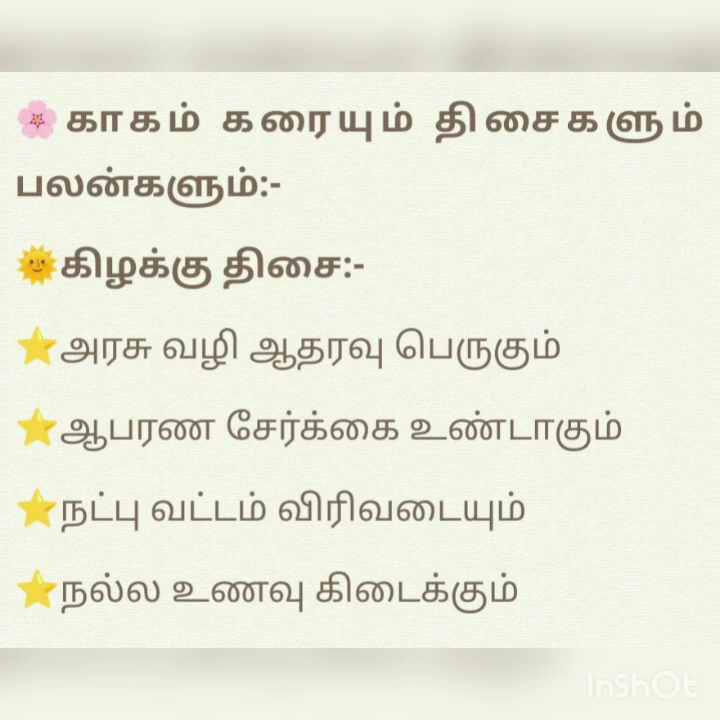 🌸காகம் கரையும் திசைகளும்
பலன்களும்:-
🌞கிழக்கு திசை:-
⭐அரசு வழி ஆதரவு பெருகும்
⭐ஆபரண சேர்க்கை உண்டாகும்
⭐நட்பு வட்டம் விரிவடையும்
⭐நல்ல உணவு கிடைக்கும்
InShOt